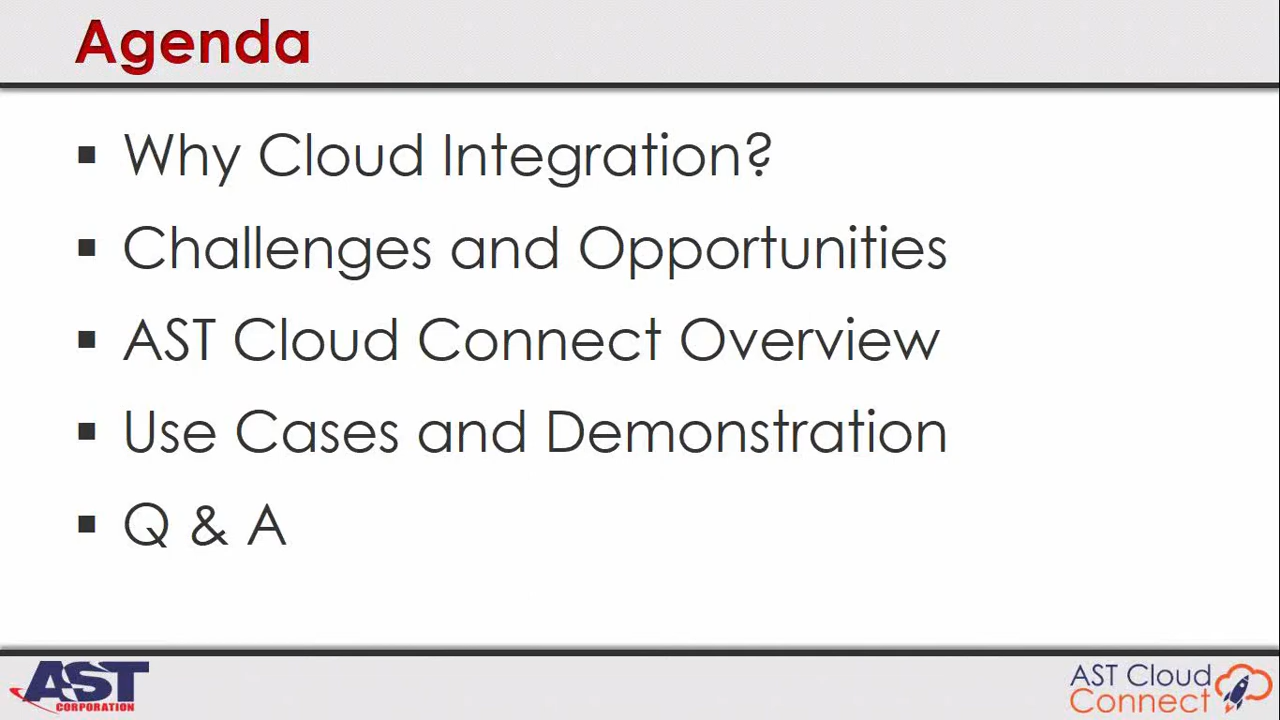 Agenda
▪ Why Cloud Integration?
▪ Challenges and Opportunities
▪ AST Cloud Connect Overview
▪ Use Cases and Demonstration
▪ Q & A
AST
CORPORATION
AST Cloud
Connect